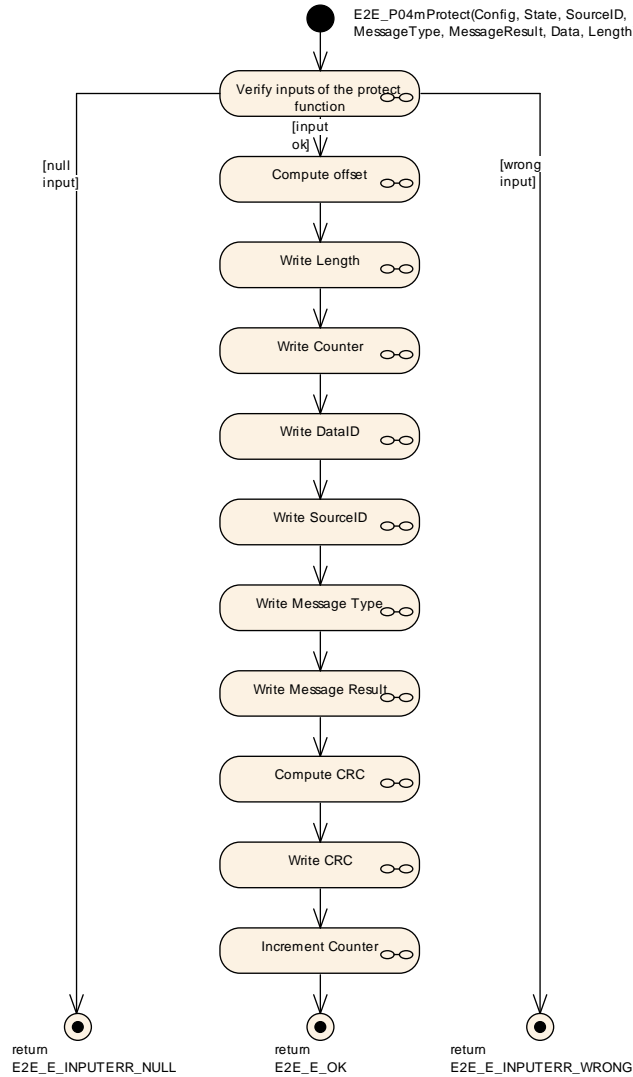 E2E_P04mProtect(Config, State, SourceID,
MessageType, MessageResult, Data, Length
Verify inputs of the protect
function
[input
ok]
[null
input]
[wrong
input]
Compute offset
Write Length
Write Counter
Write DataID
Write SourceID
Write Message Type
Write Message Result
Compute CRC
Write CRC
Increment Counter
return
E2E_E_INPUTERR_NULL
return
E2E_E_OK
return
E2E_E_INPUTERR_WRONG